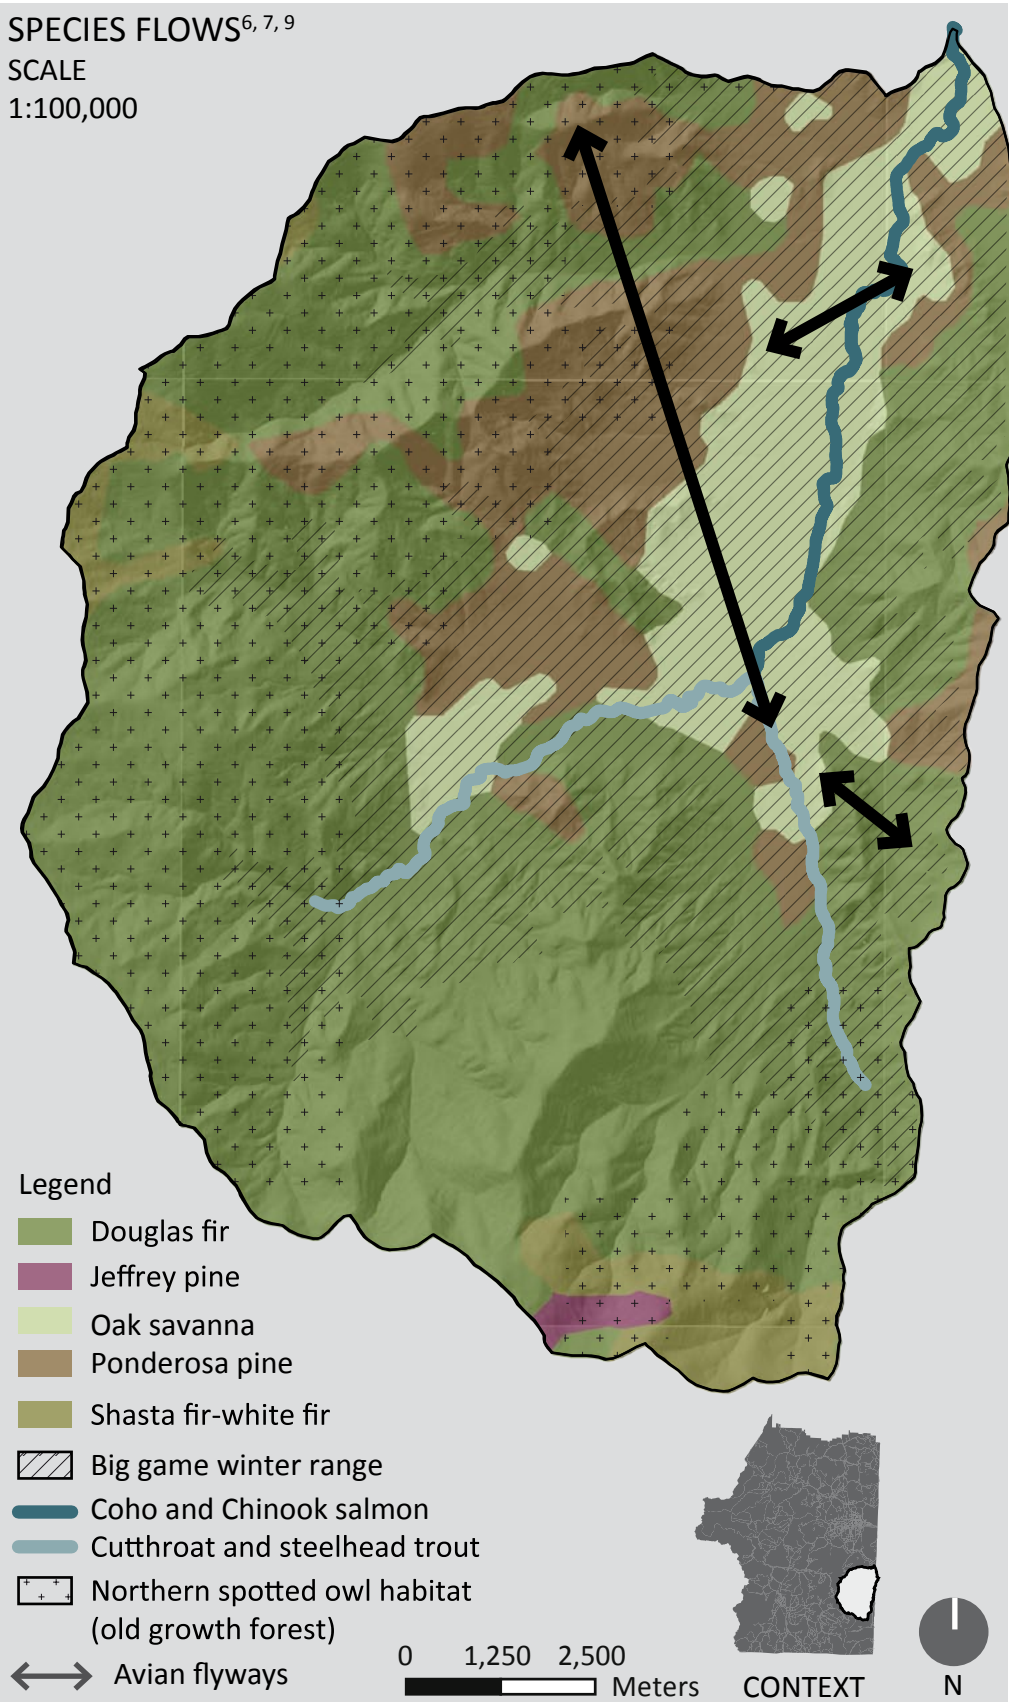 SPECIES FLOWS6, 7, 9
SCALE
1:100,000
Legend
Douglas fir
Jeffrey pine
Oak savanna
Ponderosa pine
Shasta fir-white fir
Big game winter range
Coho and Chinook salmon
Cutthroat and steelhead trout
Northern spotted owl habitat
(old growth forest)
Avian flyways
0 1,250 2,500
Meters
CONTEXT
N